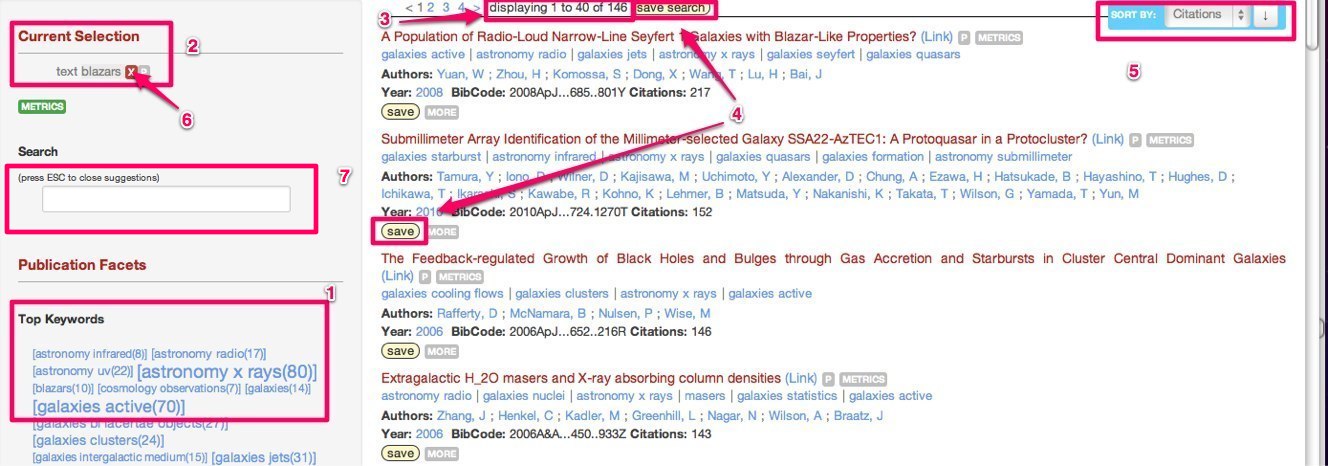 Current Selection
2
text blazars X P
6
METRICS
Search
7
(press ESC to close suggestions)
Publication Facets
1
Top Keywords
[astronomy infrared(8)] [astronomy radio(17)]
[astronomy uv(22)] [astronomy x rays(80)]
[blazars(10)] [cosmology observations(7)] [galaxies(14)]
[galaxies active(70)]
[galaxies bl lacertae objects(27)]
[galaxies clusters(24)]
[galaxies intergalactic medium(15)] [galaxies jets(31)]
3
< 1 2 3 4 > displaying 1 to 40 of 146 save search
SORT BY: Citations ↓
5
4
A Population of Radio-Loud Narrow-Line Seyfert 1 Galaxies with Blazar-Like Properties? (Link) P METRICS
galaxies active | astronomy radio | galaxies jets | astronomy x rays | galaxies seyfert | galaxies quasars
Authors: Yuan, W ; Zhou, H ; Komossa, S ; Dong, X ; Wang, T ; Lu, H ; Bai, J
Year: 2008 BibCode: 2008ApJ...685..801Y Citations: 217
save MORE
Submillimeter Array Identification of the Millimeter-selected Galaxy SSA22-AzTEC1: A Protoquasar in a Protocluster? (Link) P METRICS
galaxies starburst | astronomy infrared | astronomy x rays | galaxies quasars | galaxies formation | astronomy submillimeter
Authors: Tamura, Y ; Iono, D ; Wilner, D ; Kajisawa, M ; Uchimoto, Y ; Alexander, D ; Chung, A ; Ezawa, H ; Hatsukade, B ; Hayashino, T ; Hughes, D ;
Ichikawa, T ; Ikarashi, S ; Kawabe, R ; Kohno, K ; Lehmer, B ; Matsuda, Y ; Nakanishi, K ; Takata, T ; Wilson, G ; Yamada, T ; Yun, M
Year: 2010 BibCode: 2010ApJ...724.1270T Citations: 152
save MORE
The Feedback-regulated Growth of Black Holes and Bulges through Gas Accretion and Starbursts in Cluster Central Dominant Galaxies
(Link) P METRICS
galaxies cooling flows | galaxies clusters | astronomy x rays | galaxies active
Authors: Rafferty, D ; McNamara, B ; Nulsen, P ; Wise, M
Year: 2006 BibCode: 2006ApJ...652..216R Citations: 146
save MORE
Extragalactic H_2O masers and X-ray absorbing column densities (Link) P METRICS
astronomy radio | galaxies nuclei | astronomy x rays | masers | galaxies statistics | galaxies active
Authors: Zhang, J ; Henkel, C ; Kadler, M ; Greenhill, L ; Nagar, N ; Wilson, A ; Braatz, J
Year: 2006 BibCode: 2006A&A...450..933Z Citations: 143
save MORE